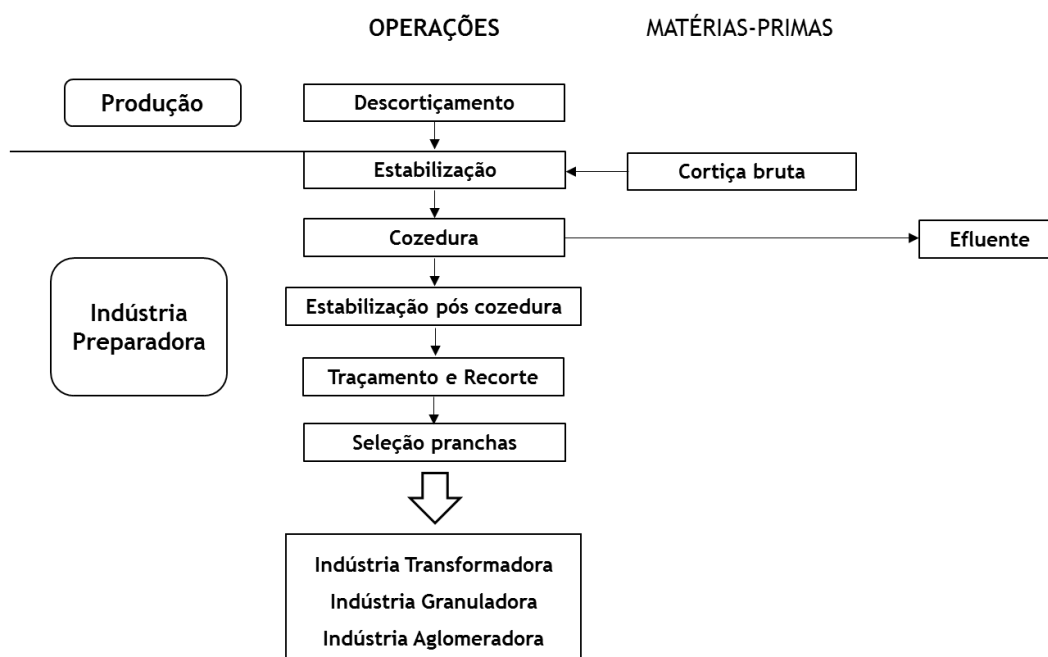 OPERAÇÕES
MATÉRIAS-PRIMAS
Produção
Descortiçamento
Estabilização
Cortiça bruta
Cozedura
Efluente
Indústria
Preparadora
Estabilização pós cozedura
Traçamento e Recorte
Seleção pranchas
Indústria Transformadora
Indústria Granuladora
Indústria Aglomeradora